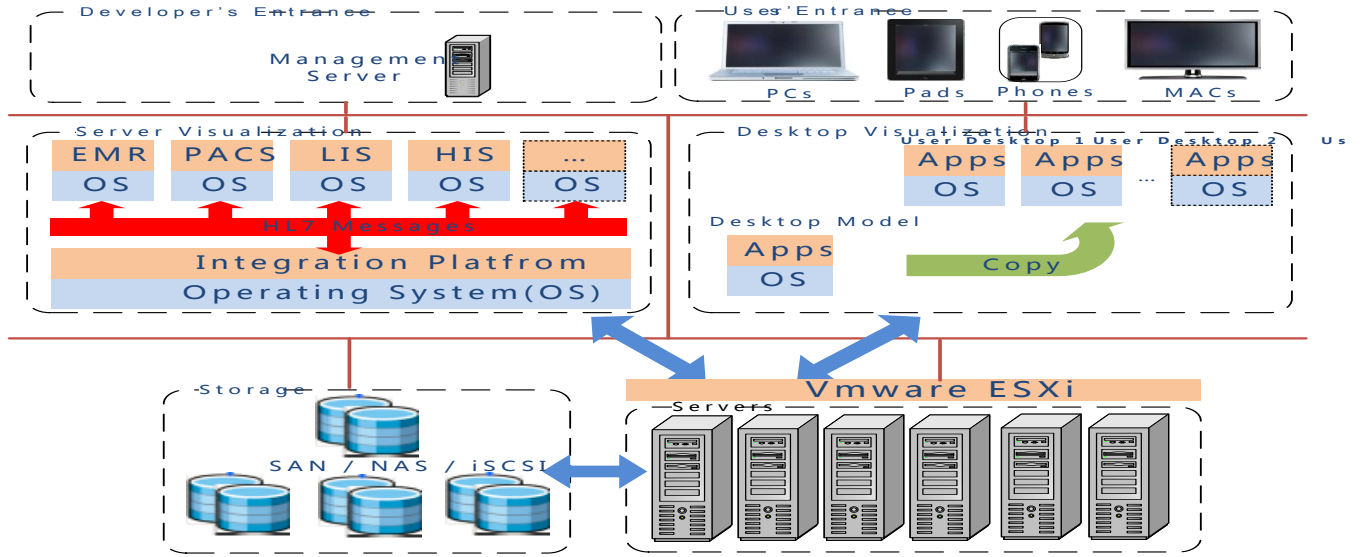 Developer's Entrance
Management
Server
User's Entrance
PCs
Pads
Phones
MACs
Server Visualization
EMR
PACS
LIS
HIS
...
OS
OS
OS
OS
OS
HL7 Messages
Integration Platfrom
Operating System(OS)
Desktop Visualization
User Desktop 1
User Desktop 2
Us
Apps
Apps
Apps
OS
OS
...
OS
Desktop Model
Apps
OS
Copy
Storage
SAN / NAS / iSCSI
Vmware ESXi
Servers